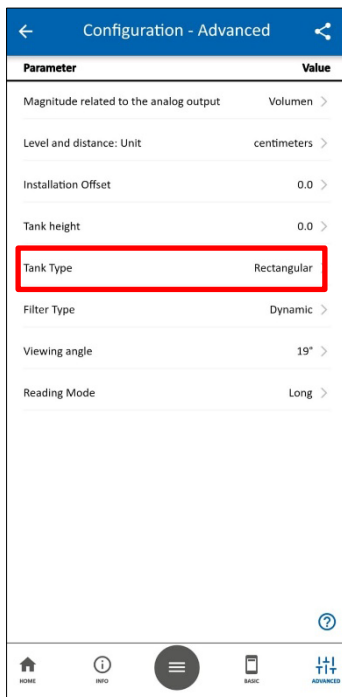 Configuration - Advanced
Parameter Value
Magnitude related to the analog output Volumen
Level and distance: Unit centimeters
Installation Offset 0.0
Tank height 0.0
Tank Type Rectangular
Filter Type Dynamic
Viewing angle 19°
Reading Mode Long
HOME INFO BASIC ADVANCED